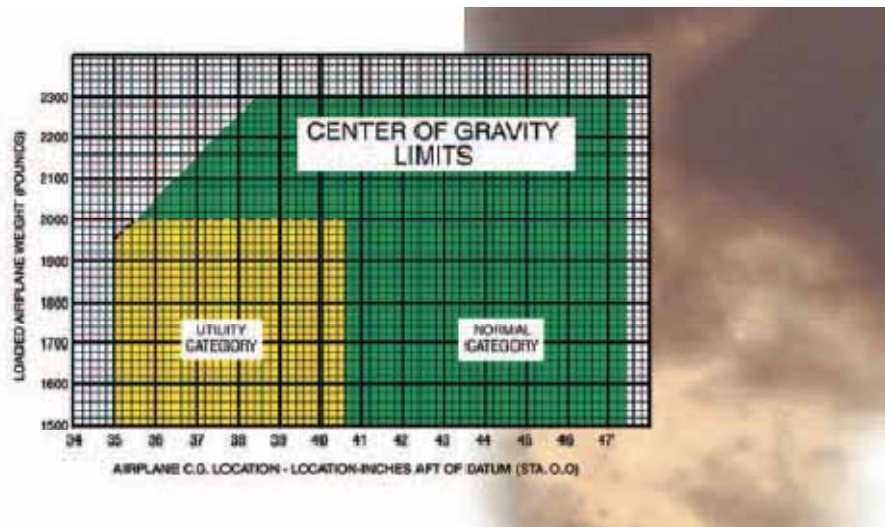 CENTER OF GRAVITY
LIMITS
LOADED AIRPLANE WEIGHT (POUNDS)
2300
2200
2100
2000
1900
1800
1700
1600
1500
UTILITY
CATEGORY
NORMAL
CATEGORY
34 35 36 37 38 39 40 41 42 43 44 45 46 47
AIRPLANE C.G. LOCATION - LOCATION-INCHES AFT OF DATUM (STA. 0.0)